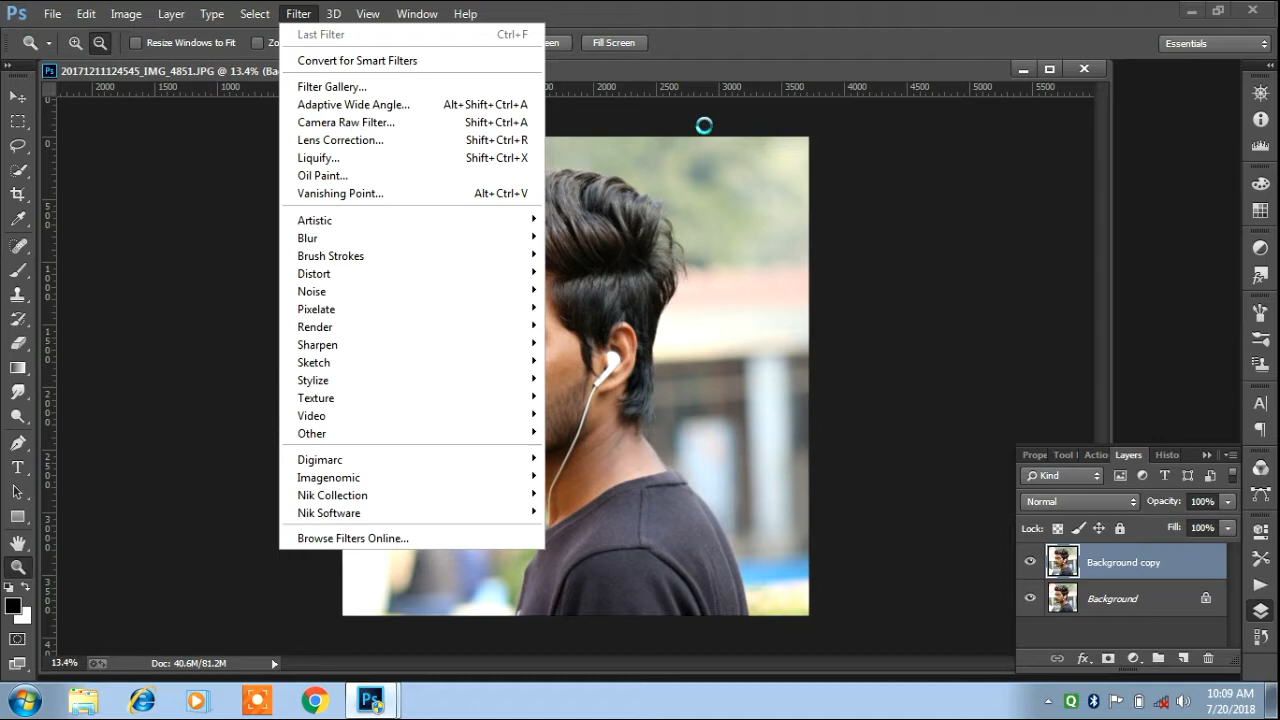 Ps File Edit Image Layer Type Select Filter 3D View Window Help
Resize Windows to Fit
Fill Screen
Essentials
Ps 20171211124545_IMG_4851.JPG @ 13.4%
2000 1500 1000 2000 2500 3000 3500 4000 4500 5000 5500
Last Filter Ctrl+F
Convert for Smart Filters
Filter Gallery...
Adaptive Wide Angle... Alt+Shift+Ctrl+A
Camera Raw Filter... Shift+Ctrl+A
Lens Correction... Shift+Ctrl+R
Liquify... Shift+Ctrl+X
Oil Paint...
Vanishing Point... Alt+Ctrl+V
Artistic
Blur
Brush Strokes
Distort
Noise
Pixelate
Render
Sharpen
Sketch
Stylize
Texture
Video
Other
Digimarc
Imagenomic
Nik Collection
Nik Software
Browse Filters Online...
Layers
Kind
Normal Opacity: 100%
Lock: Fill: 100%
Background copy
Background
13.4% Doc: 40.6M/81.2M
Ps
10:09 AM
7/20/2018